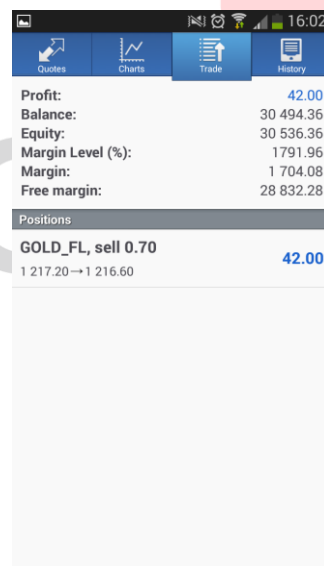 16:02
Quotes
Charts
Trade
History
Profit: 42.00
Balance: 30 494.36
Equity: 30 536.36
Margin Level (%): 1791.96
Margin: 1 704.08
Free margin: 28 832.28
Positions
GOLD_FL, sell 0.70
42.00
1 217.20→1 216.60